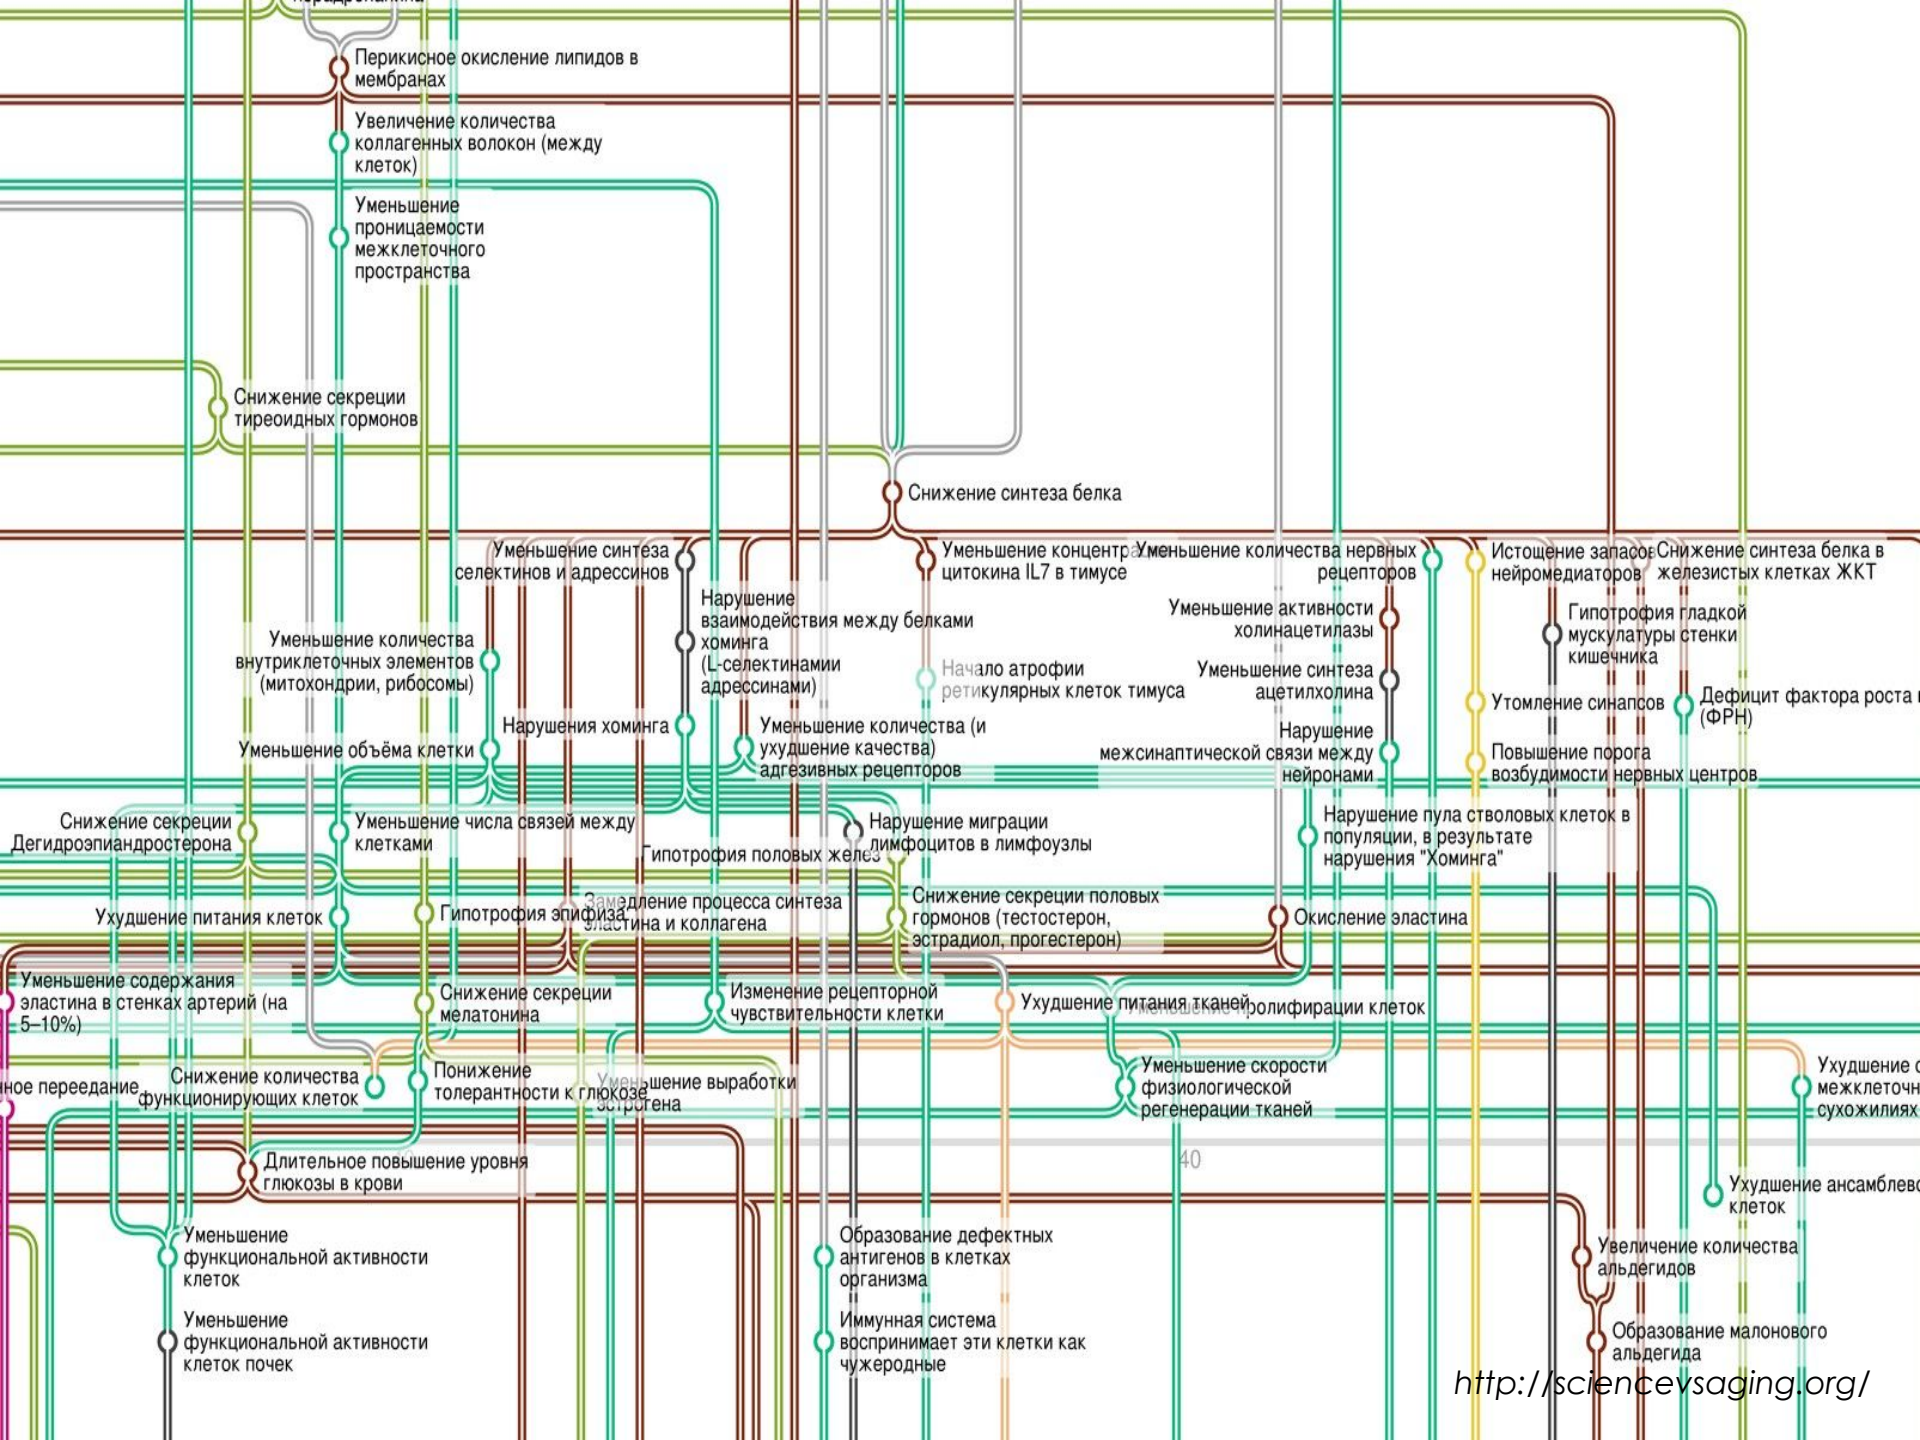 Перикисное окисление липидов в
мембранах
Увеличение количества
коллагенных волокон (между
клеток)
Уменьшение
проницаемости
межклеточного
пространства
Снижение секреции
тиреоидных гормонов
Снижение синтеза белка
Уменьшение синтеза
селектинов и адрессинов
Уменьшение
цитокина IL7 в тимусе
Уменьшение количества нервных
рецепторов
Истощение запасов
нейромедиаторов
Снижение синтеза белка в
железистых клетках ЖКТ
Нарушение
взаимодействия между белками
хоминга
(L-селектинамии
адрессинами)
Уменьшение активности
холинацетилазы
Гипотрофия гладкой
мускулатуры стенки
кишечника
Уменьшение количества
внутриклеточных элементов
(митохондрии, рибосомы)
Начало атрофии
ретикулярных клеток тимуса
Уменьшение синтеза
ацетилхолина
Утомление синапсов
Дефицит фактора роста
(ФРН)
Нарушения хоминга
Уменьшение количества (и
ухудшение качества)
адгезивных рецепторов
Уменьшение объёма клетки
Нарушение
межсинаптической связи между
нейронами
Повышение порога
возбудимости нервных центров
Снижение секреции
Дегидроэпиандростерона
Уменьшение числа связей между
клетками
Гипотрофия половых желез
Нарушение миграции
лимфоцитов в лимфоузлы
Нарушение пула стволовых клеток в
популяции, в результате
нарушения "Хоминга"
Ухудшение питания клеток
Гипотрофия эпифиза
Замедление процесса синтеза
эластина и коллагена
Снижение секреции половых
гормонов (тестостерон,
эстрадиол, прогестерон)
Окисление эластина
Уменьшение содержания
эластина в стенках артерий (на
5–10%)
Снижение секреции
мелатонина
Изменение рецепторной
чувствительности клетки
Ухудшение питания тканей
Уменьшение пролифирации клеток
переедание
Снижение количества
функционирующих клеток
Понижение
толерантности к глюкозе
Уменьшение выработки
эстрогена
Уменьшение скорости
физиологической
регенерации тканей
Ухудшение
сухожилиях
40
Длительное повышение уровня
глюкозы в крови
Ухудшение
клеток
Уменьшение
функциональной активности
клеток
Образование дефектных
антигенов в клетках
организма
Увеличение количества
альдегидов
Уменьшение
функциональной активности
клеток почек
Иммунная система
воспринимает эти клетки как
чужеродные
Образование малонового
альдегида
http://sciencevsaging.org/